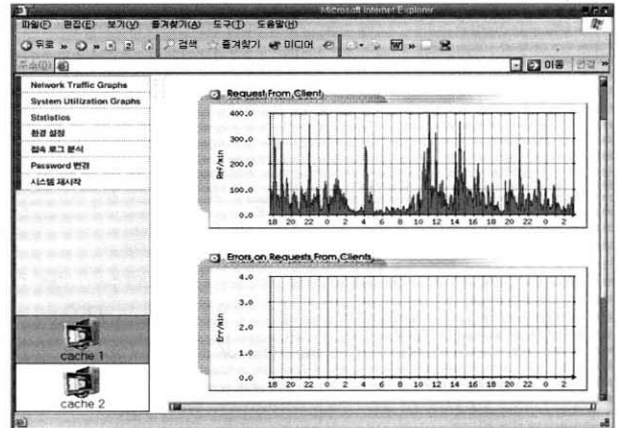 Microsoft Internet Explorer
파일(F) 편집(E) 보기(V) 즐겨찾기(A) 도구(T) 도움말(H)
뒤로 » 검색 즐겨찾기 미디어 »
주소(D) 이동 연결 »
Network Traffic Graphs
System Utilization Graphs
Statistics
환경 설정
접속 로그 분석
Password 변경
시스템 재시작
cache 1
cache 2
Request From Client
400.0
300.0
200.0
100.0
0.0
Ref/min
18 20 22 0 2 4 6 8 10 12 14 16 18 20 22 0 2
Errors on Requests From Clients
4.0
3.0
2.0
1.0
0.0
Err/min
18 20 22 0 2 4 6 8 10 12 14 16 18 20 22 0 2